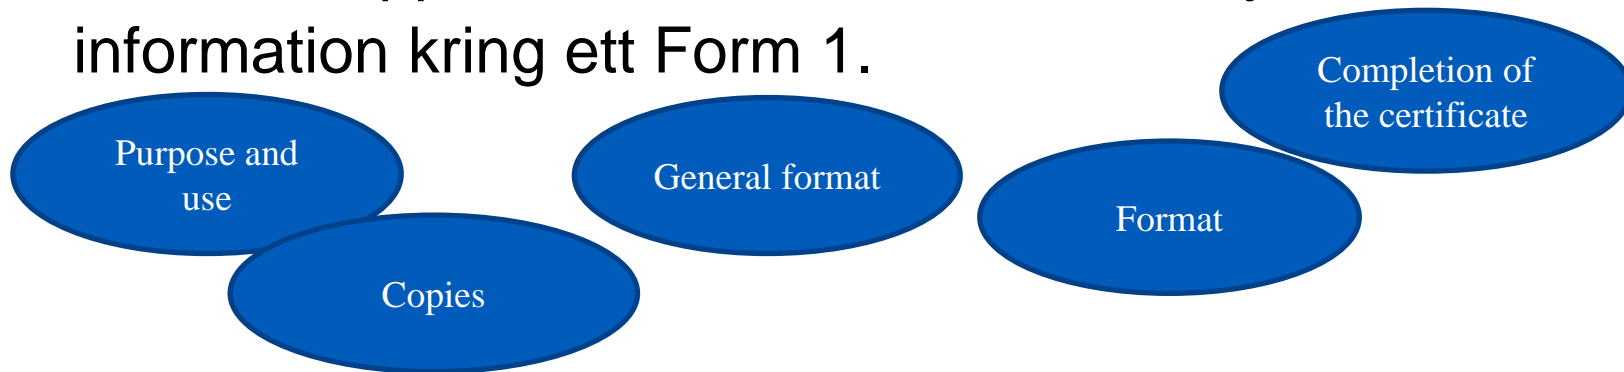 information kring ett Form 1.
Completion of
the certificate
Purpose and
use
General format
Format
Copies